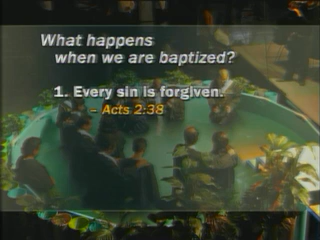 What happens
when we are baptized?
1. Every sin is forgiven.
– Acts 2:38